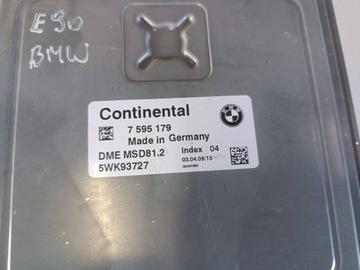 E90
BMW
Continental
7 595 179
Made in Germany
DME MSD81.2 Index 04
5WK93727 03.04.09/15